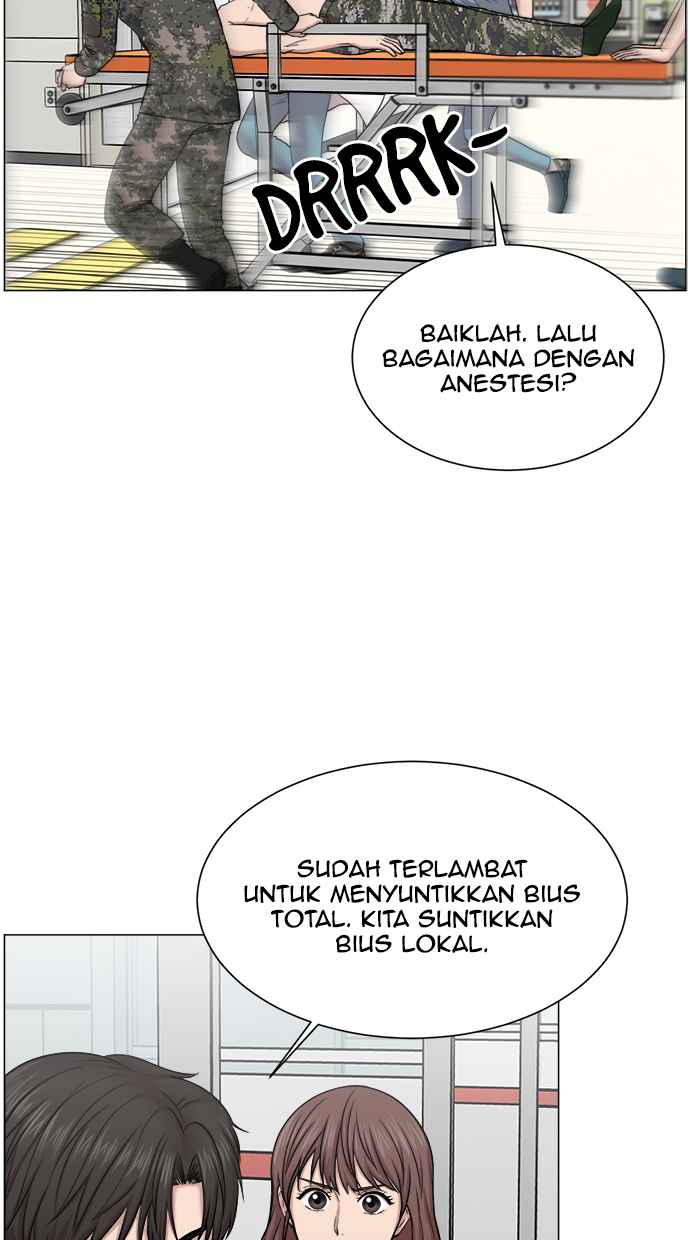 DRRRK-
BAIKLAH. LALU
BAGAIMANA DENGAN
ANESTESI?
SUDAH TERLAMBAT
UNTUK MENYUNTIKKAN BIUS
TOTAL. KITA SUNTIKKAN
BIUS LOKAL.